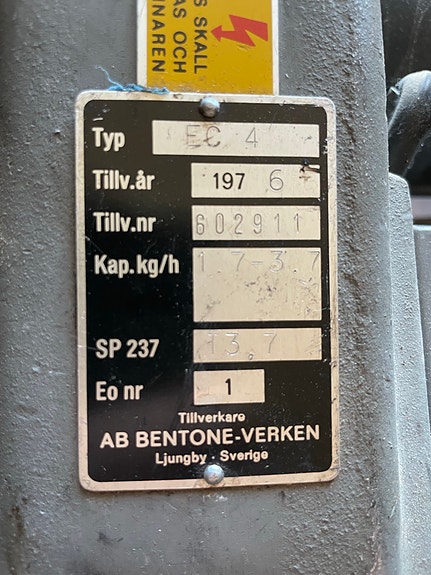 S SKALL
AS OCH
INAREN
Typ EC 4
Tillv.år 197 6
Tillv.nr 602911
Kap.kg/h 1 7-3 7
SP 237 13,7
Eo nr 1
Tillverkare
AB BENTONE-VERKEN
Ljungby · Sverige